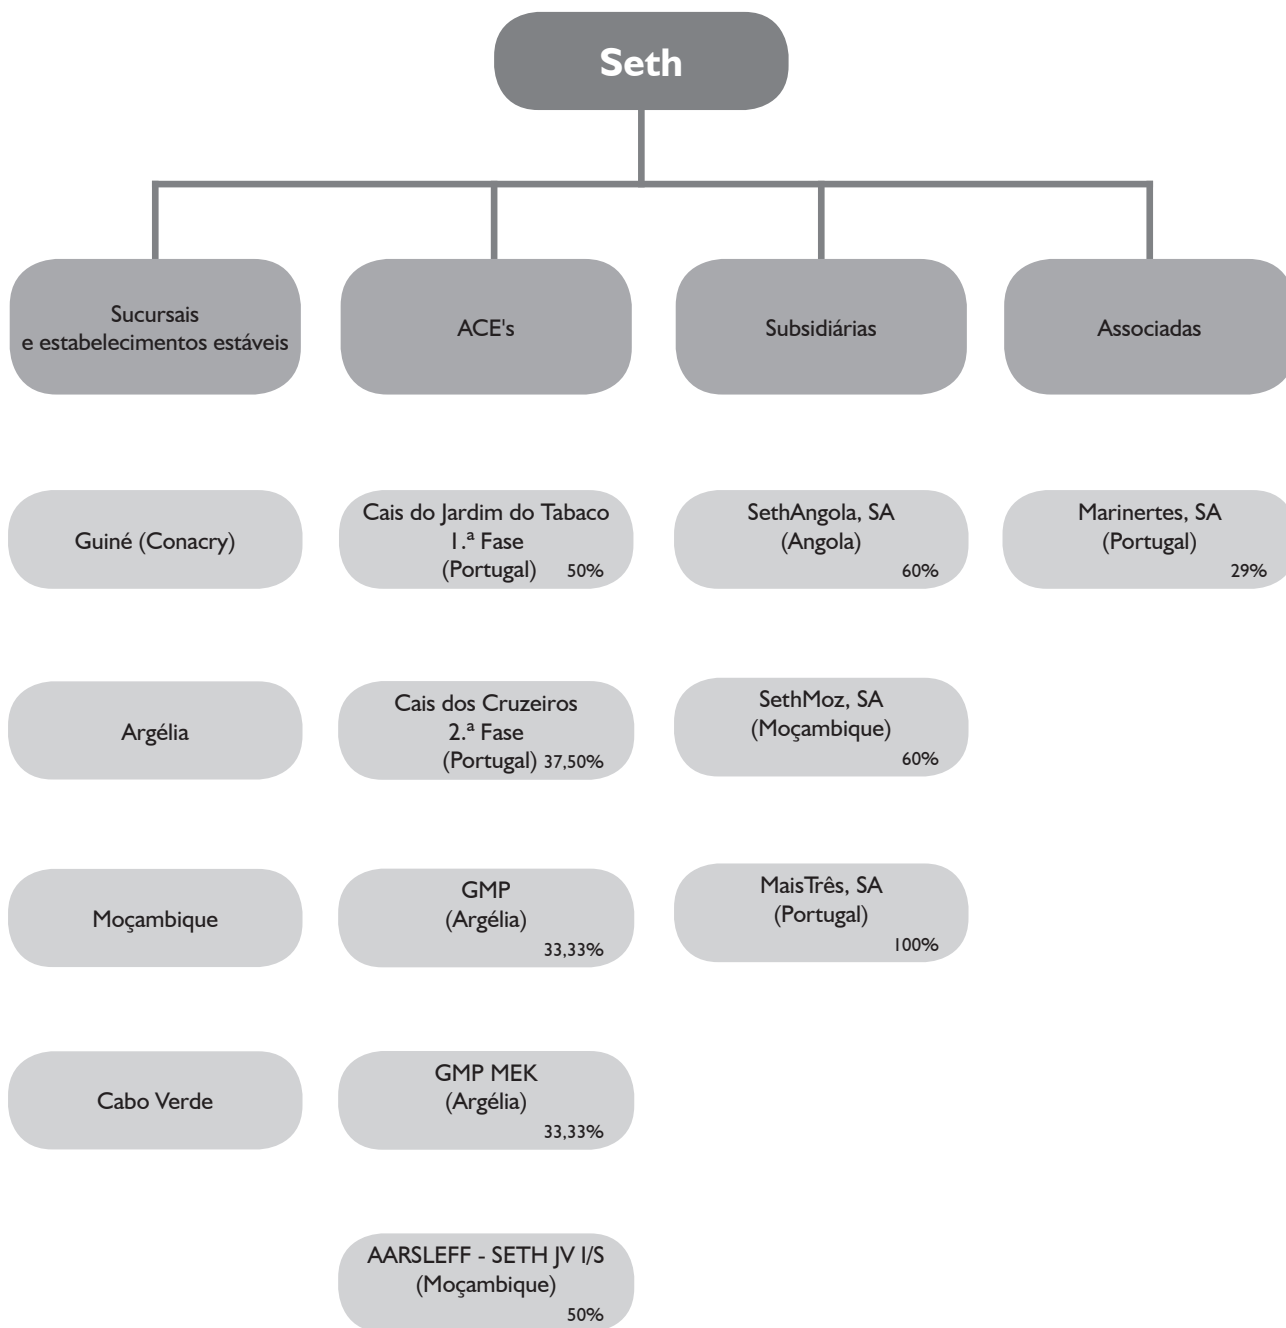 Seth
Sucursais
e estabelecimentos estáveis
ACE's
Subsidiárias
Associadas
Guiné (Conacry)
Cais do Jardim do Tabaco
1.ª Fase
(Portugal) 50%
SethAngola, SA
(Angola)
60%
Marinertes, SA
(Portugal)
29%
Argélia
Cais dos Cruzeiros
2.ª Fase
(Portugal) 37,50%
SethMoz, SA
(Moçambique)
60%
Moçambique
GMP
(Argélia)
33,33%
MaisTrês, SA
(Portugal)
100%
Cabo Verde
GMP MEK
(Argélia)
33,33%
AARSLEFF - SETH JV I/S
(Moçambique)
50%